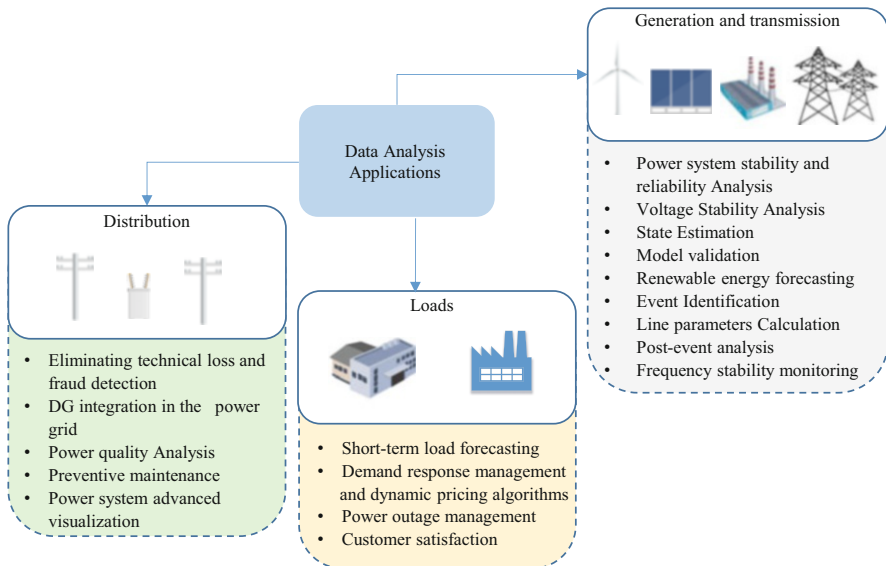 Data Analysis
Applications
Distribution
• Eliminating technical loss and
fraud detection
• DG integration in the power
grid
• Power quality Analysis
• Preventive maintenance
• Power system advanced
visualization
Loads
• Short-term load forecasting
• Demand response management
and dynamic pricing algorithms
• Power outage management
• Customer satisfaction
Generation and transmission
• Power system stability and
reliability Analysis
• Voltage Stability Analysis
• State Estimation
• Model validation
• Renewable energy forecasting
• Event Identification
• Line parameters Calculation
• Post-event analysis
• Frequency stability monitoring